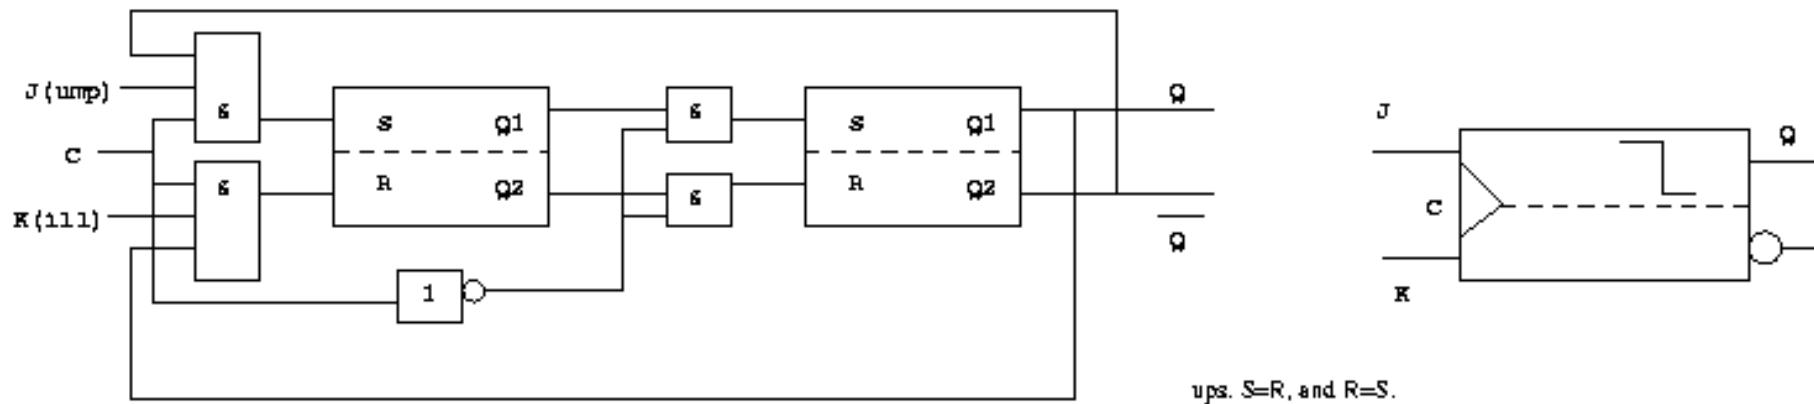 J(ump)
&
S
Q1
&
S
Q1
Q
C
&
R
Q2
&
R
Q2
K(ill)
Q
1
J
C
Q
K
ups. S=R, and R=S.